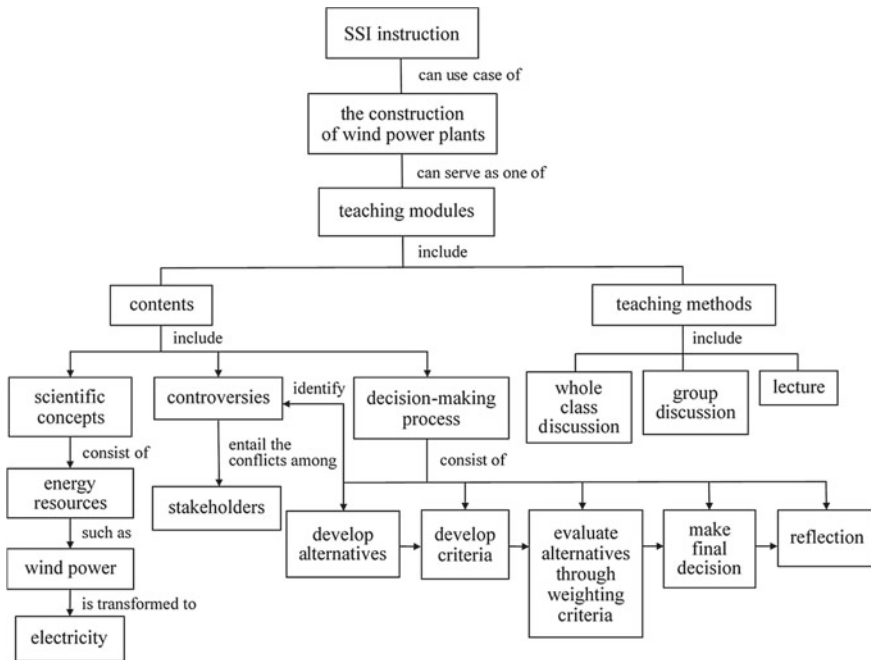 SSI instruction
can use case of
the construction
of wind power plants
can serve as one of
teaching modules
include
contents
teaching methods
include
include
scientific
concepts
controversies
identify
decision-making
process
whole
class
discussion
group
discussion
lecture
consist of
entail the
conflicts among
consist of
energy
resources
stakeholders
such as
develop
alternatives
develop
criteria
evaluate
alternatives
through
weighting
criteria
make
final
decision
reflection
wind power
is transformed to
electricity